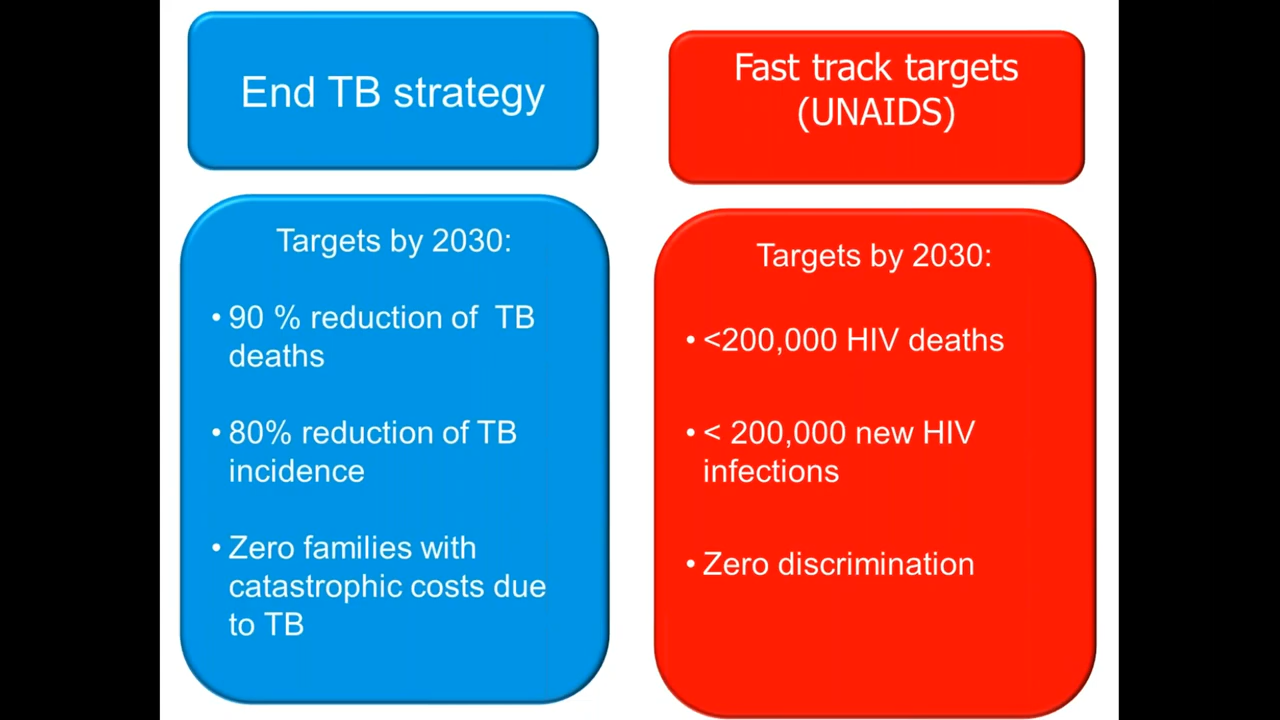 End TB strategy
Targets by 2030:
• 90 % reduction of  TB
deaths
• 80% reduction of TB
incidence
• Zero families with
catastrophic costs due
to TB
Fast track targets
(UNAIDS)
Targets by 2030:
• <200,000 HIV deaths
• < 200,000 new HIV
infections
• Zero discrimination